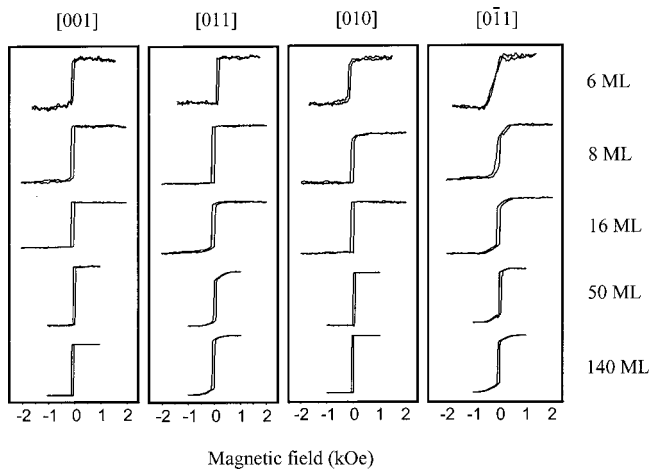 [001] [011] [010] [01̄1]
6 ML
8 ML
16 ML
50 ML
140 ML
-2 -1 0 1 2 -2 -1 0 1 2 -2 -1 0 1 2 -2 -1 0 1 2
Magnetic field (kOe)